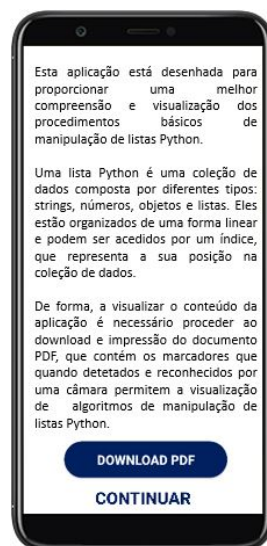 Esta aplicação está desenhada para
proporcionar uma melhor
compreensão e visualização dos
procedimentos básicos de
manipulação de listas Python.
Uma lista Python é uma coleção de
dados composta por diferentes tipos:
strings, números, objetos e listas. Eles
estão organizados de uma forma linear
e podem ser acedidos por um índice,
que representa a sua posição na
coleção de dados.
De forma, a visualizar o conteúdo da
aplicação é necessário proceder ao
download e impressão do documento
PDF, que contém os marcadores que
quando detetados e reconhecidos por
uma câmara permitem a visualização
de algoritmos de manipulação de
listas Python.
DOWNLOAD PDF
CONTINUAR